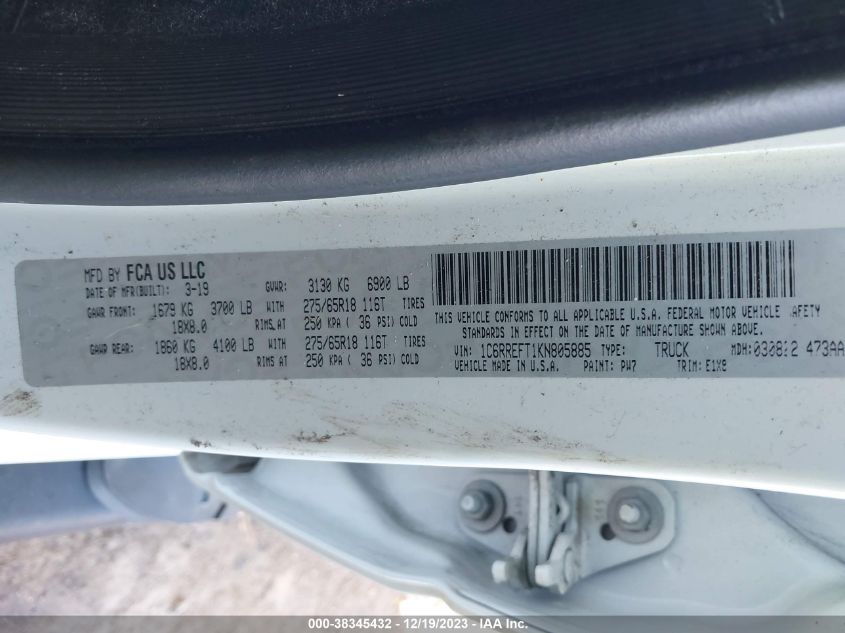 MFD BY FCA US LLC
DATE OF MFR(BUILT): 3-19 GVWR: 3130 KG 6900 LB
GAWR FRONT: 1679 KG 3700 LB WITH 275/65R18 116T TIRES
18X8.0 RIMS AT 250 KPA ( 36 PSI) COLD
GAWR REAR: 1860 KG 4100 LB WITH 275/65R18 116T TIRES
18X8.0 RIMS AT 250 KPA ( 36 PSI) COLD
THIS VEHICLE CONFORMS TO ALL APPLICABLE U.S.A. FEDERAL MOTOR VEHICLE AFETY
STANDARDS IN EFFECT ON THE DATE OF MANUFACTURE SHOWN ABOVE.
VIN: 1C6RREFT1KN805885 TYPE: TRUCK MDH: 473AA
VEHICLE MADE IN U.S.A. PAINT: PW7 TRIM: E1X8
000-38345432 - 12/19/2023 - IAA Inc.